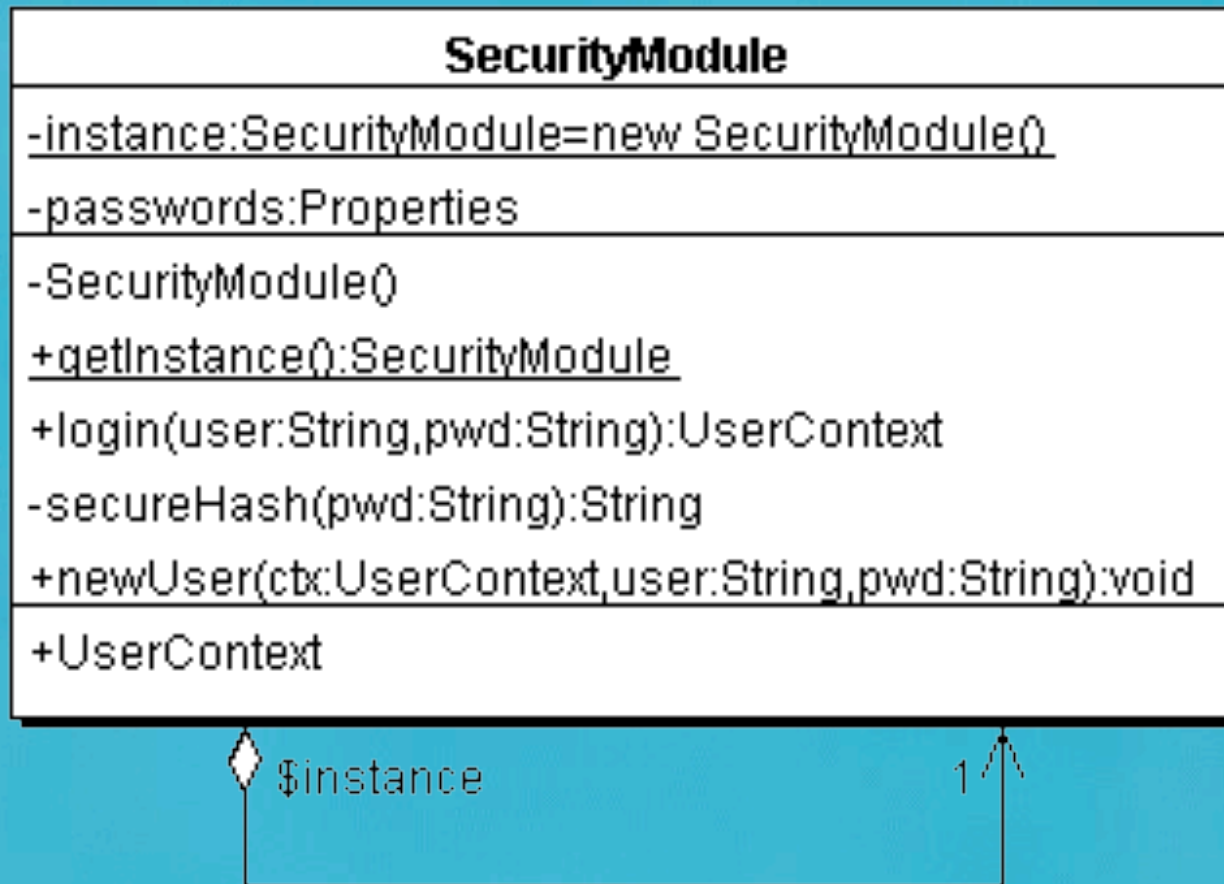 SecurityModule
-instance:SecurityModule=new SecurityModule()
-passwords:Properties
-SecurityModule()
+getInstance():SecurityModule
+login(user:String,pwd:String):UserContext
-secureHash(pwd:String):String
+newUser(ctx:UserContext,user:String,pwd:String):void
+UserContext
$instance
1